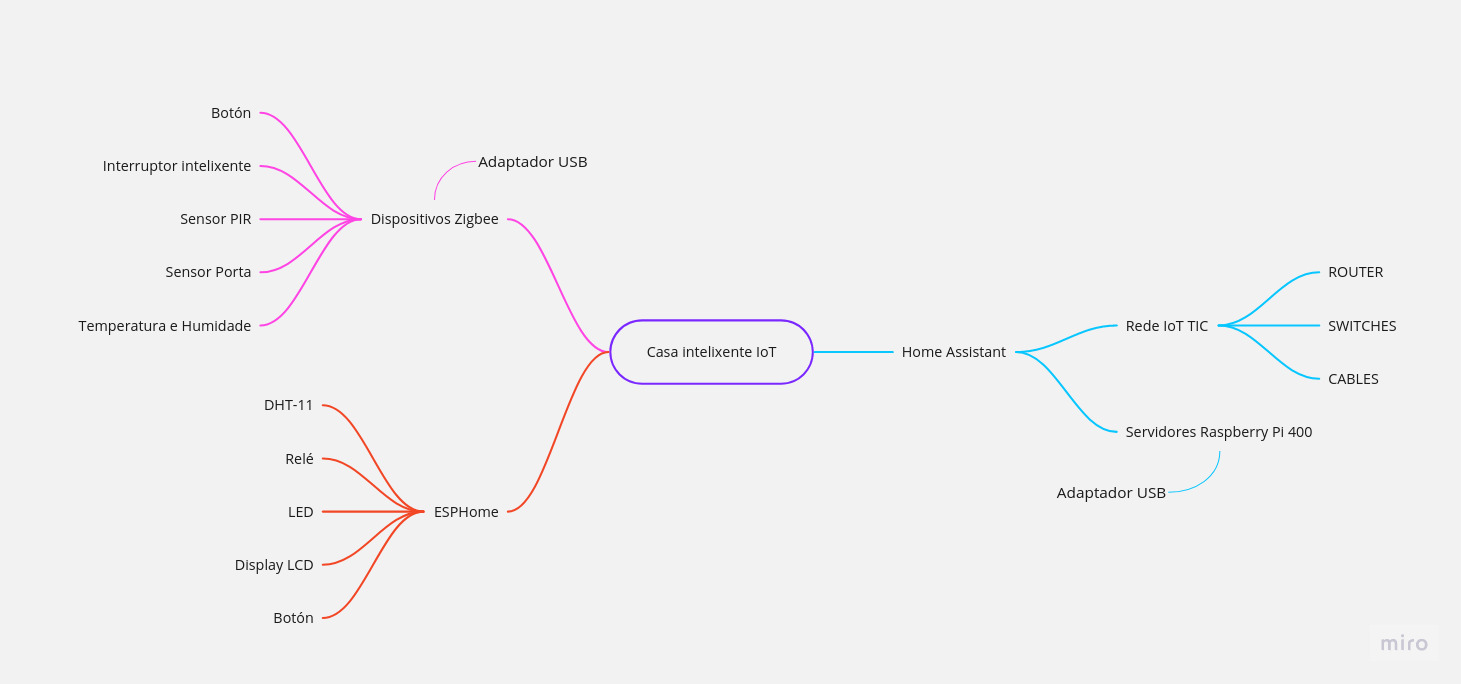 Botón
Interruptor intelixente
Sensor PIR
Sensor Porta
Temperatura e Humidade
Adaptador USB
Dispositivos Zigbee
DHT-11
Relé
LED
Display LCD
Botón
ESPHome
Casa intelixente IoT
Home Assistant
Rede IoT TIC
ROUTER
SWITCHES
CABLES
Servidores Raspberry Pi 400
Adaptador USB
miro